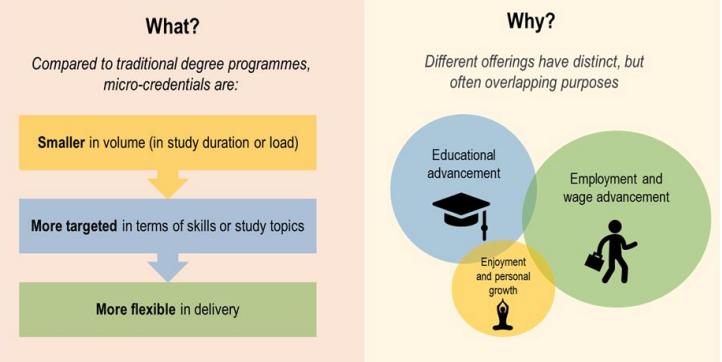 What?
Compared to traditional degree programmes,
micro-credentials are:
Smaller in volume (in study duration or load)
More targeted in terms of skills or study topics
More flexible in delivery
Why?
Different offerings have distinct, but
often overlapping purposes
Educational
advancement
Employment and
wage advancement
Enjoyment
and personal
growth